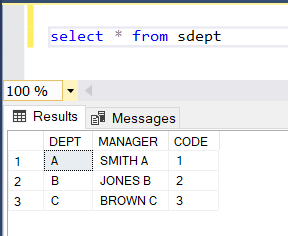 select * from sdept
100 %
Results Messages
DEPT MANAGER CODE
1 A SMITH A 1
2 B JONES B 2
3 C BROWN C 3